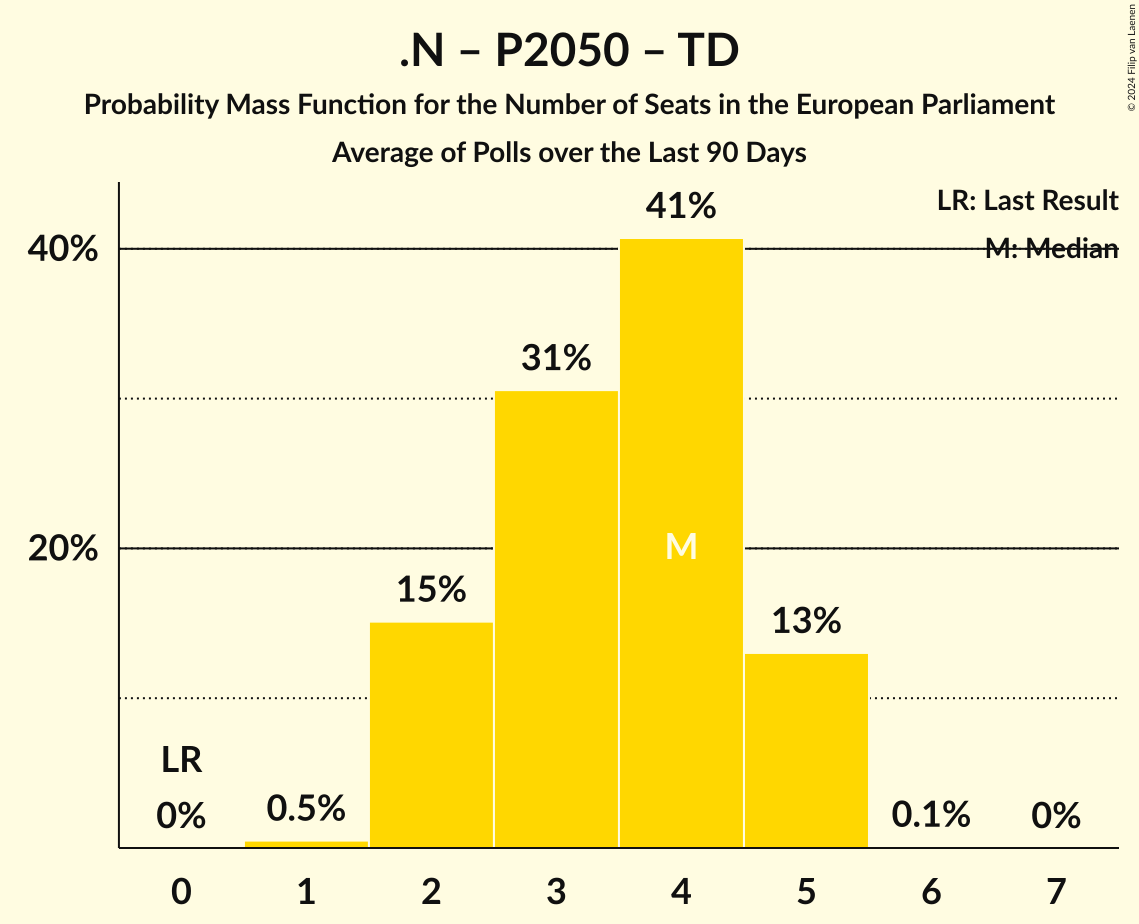 .N – P2050 – TD
Probability Mass Function for the Number of Seats in the European Parliament
Average of Polls over the Last 90 Days
© 2024 Filip van Laenen
LR: Last Result
M: Median
40%
20%
LR
0%
0.5%
15%
31%
41%
M
13%
0.1%
0%
0 1 2 3 4 5 6 7